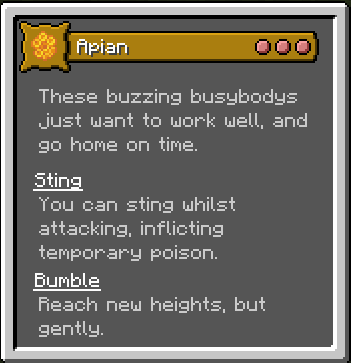 Apian
These buzzing busybodys
just want to work well, and
go home on time.
Sting
You can sting whilst
attacking, inflicting
temporary poison.
Bumble
Reach new heights, but
gently.